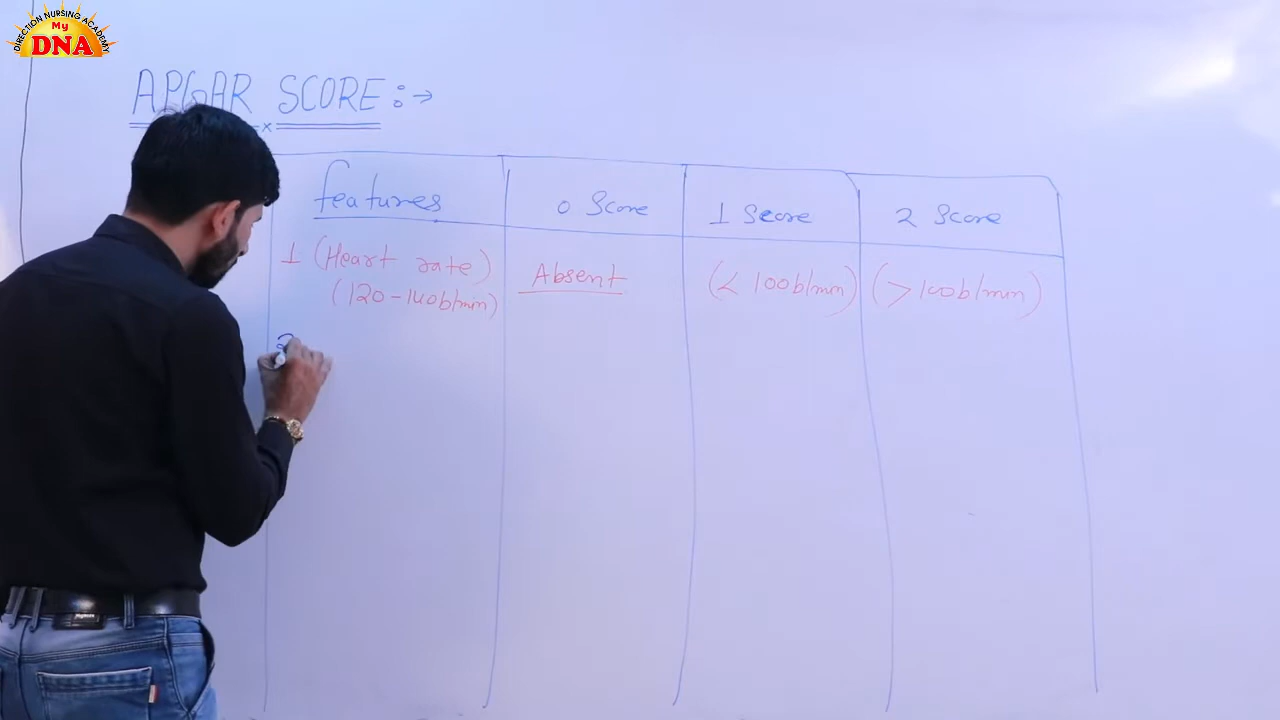 DIRECTION NURSING ACADEMY
My
DNA
APGAR SCORE :→
features 0 Score 1 Score 2 Score
1 (Heart rate) Absent (< 100b/min) (> 100b/min)
(120-140b/min)
2